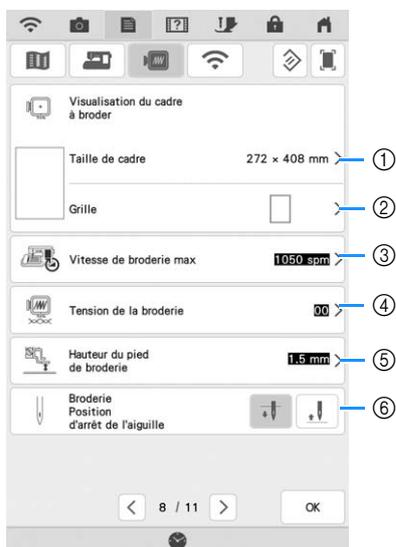 Visualisation du cadre
à broder
Taille de cadre 272 × 408 mm ①
Grille ②
Vitesse de broderie max 1050 spm ③
Tension de la broderie 00 ④
Hauteur du pied
de broderie 1.5 mm ⑤
Broderie
Position
d'arrêt de l'aiguille ⑥
8 / 11 OK